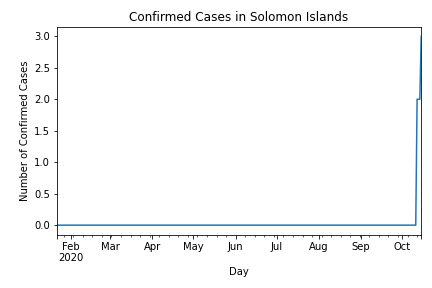 Confirmed Cases in Solomon Islands
Number of Confirmed Cases
3.0
2.5
2.0
1.5
1.0
0.5
0.0
Feb Mar Apr May Jun Jul Aug Sep Oct
2020
Day